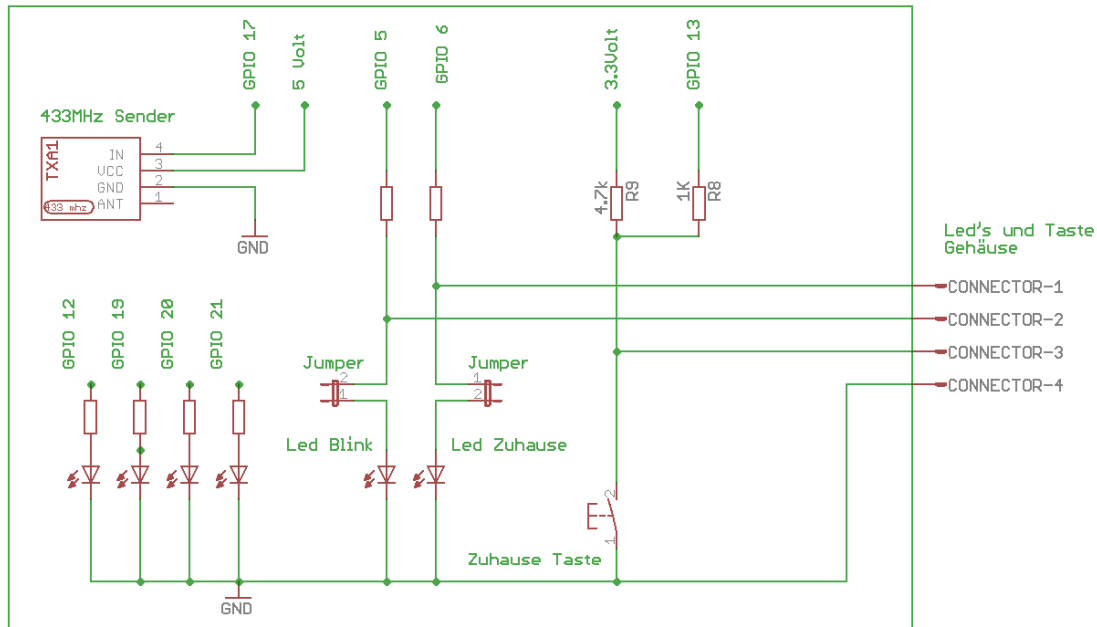 GPIO 17
5 Volt
GPIO 5
GPIO 6
3.3Volt
GPIO 13
433MHz Sender
TXA1
IN 4
VCC 3
GND 2
ANT 1
433 mhz
GND
4.7k
R9
1K
R8
Led's und Taste
Gehäuse
CONNECTOR-1
CONNECTOR-2
CONNECTOR-3
CONNECTOR-4
GPIO 12
GPIO 19
GPIO 20
GPIO 21
Jumper
2
1
Jumper
1
2
Led Blink
Led Zuhause
2
1
Zuhause Taste
GND